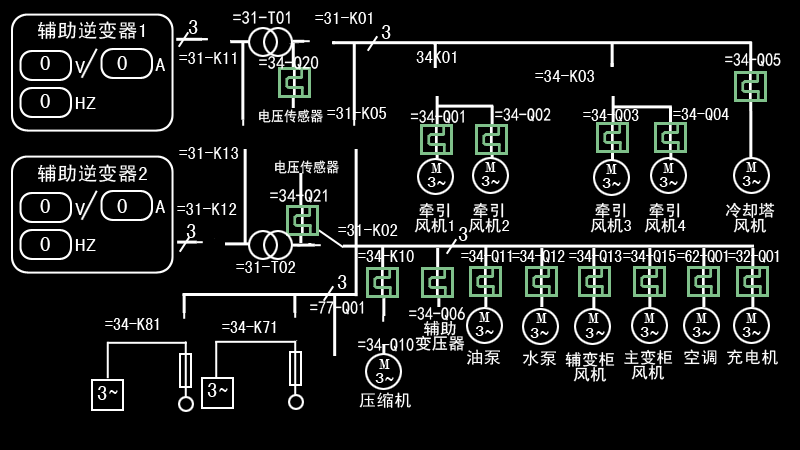 辅助逆变器1
0 V/ 0 A
0 HZ
3
=31-T01
=31-K01
3
=31-K11
=34-Q20
电压传感器
=31-K05
34K01
=34-K03
=34-Q05
=34-Q01
=34-Q02
=34-Q03
=34-Q04
M
3~
M
3~
M
3~
M
3~
M
3~
牵引
风机1
牵引
风机2
牵引
风机3
牵引
风机4
冷却塔
风机
辅助逆变器2
0 V/ 0 A
0 HZ
=31-K13
=31-K12
3
电压传感器
=34-Q21
=31-T02
=31-K02
3
=34-K10
=34-Q11
=34-Q12
=34-Q13
=34-Q15
=62-Q01
=32-Q01
3
=77-Q01
=34-Q06
辅助
变压器
=34-K81
=34-K71
=34-Q10
M
3~
M
3~
M
3~
M
3~
M
3~
M
3~
M
3~
油泵
水泵
辅变柜
风机
主变柜
风机
空调
充电机
压缩机
3~
3~